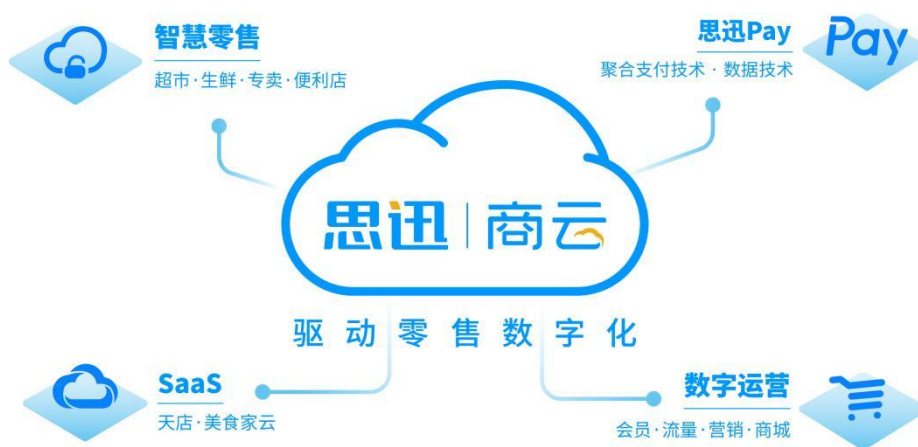 智慧零售
超市·生鲜·专卖·便利店
思迅Pay
聚合支付技术 · 数据技术
Pay
思迅|商云
驱动零售数字化
SaaS
天店·美食家云
数字运营
会员·流量·营销·商城